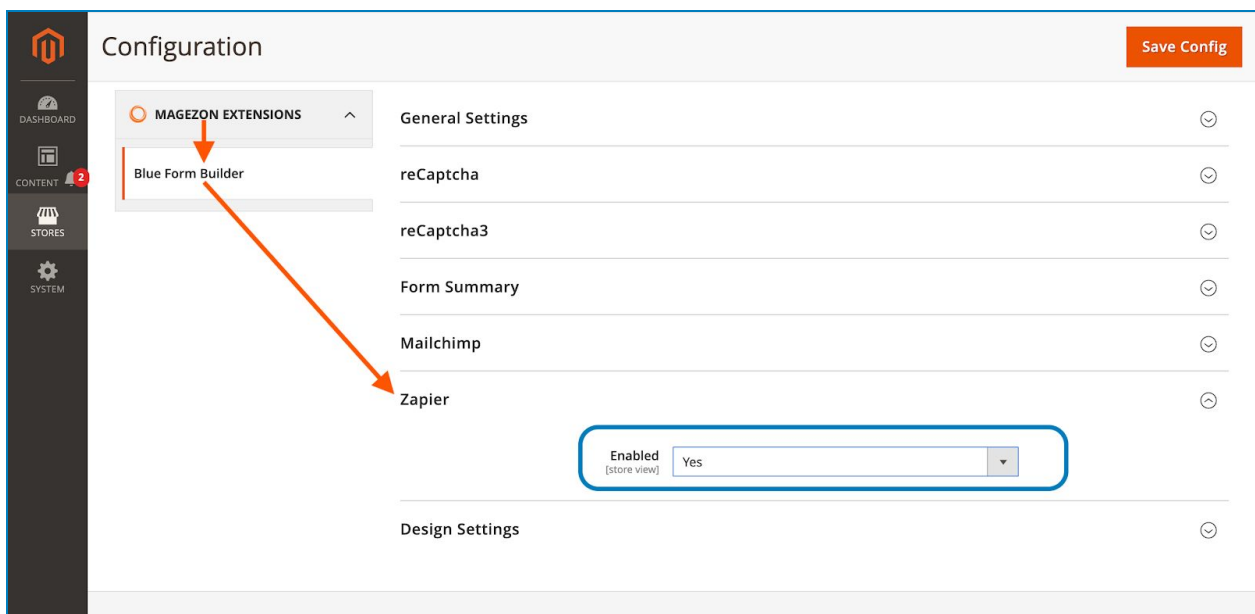 Configuration
Save Config
DASHBOARD
CONTENT 2
STORES
SYSTEM
MAGEZON EXTENSIONS
Blue Form Builder
General Settings
reCaptcha
reCaptcha3
Form Summary
Mailchimp
Zapier
Enabled
[store view]
Yes
Design Settings